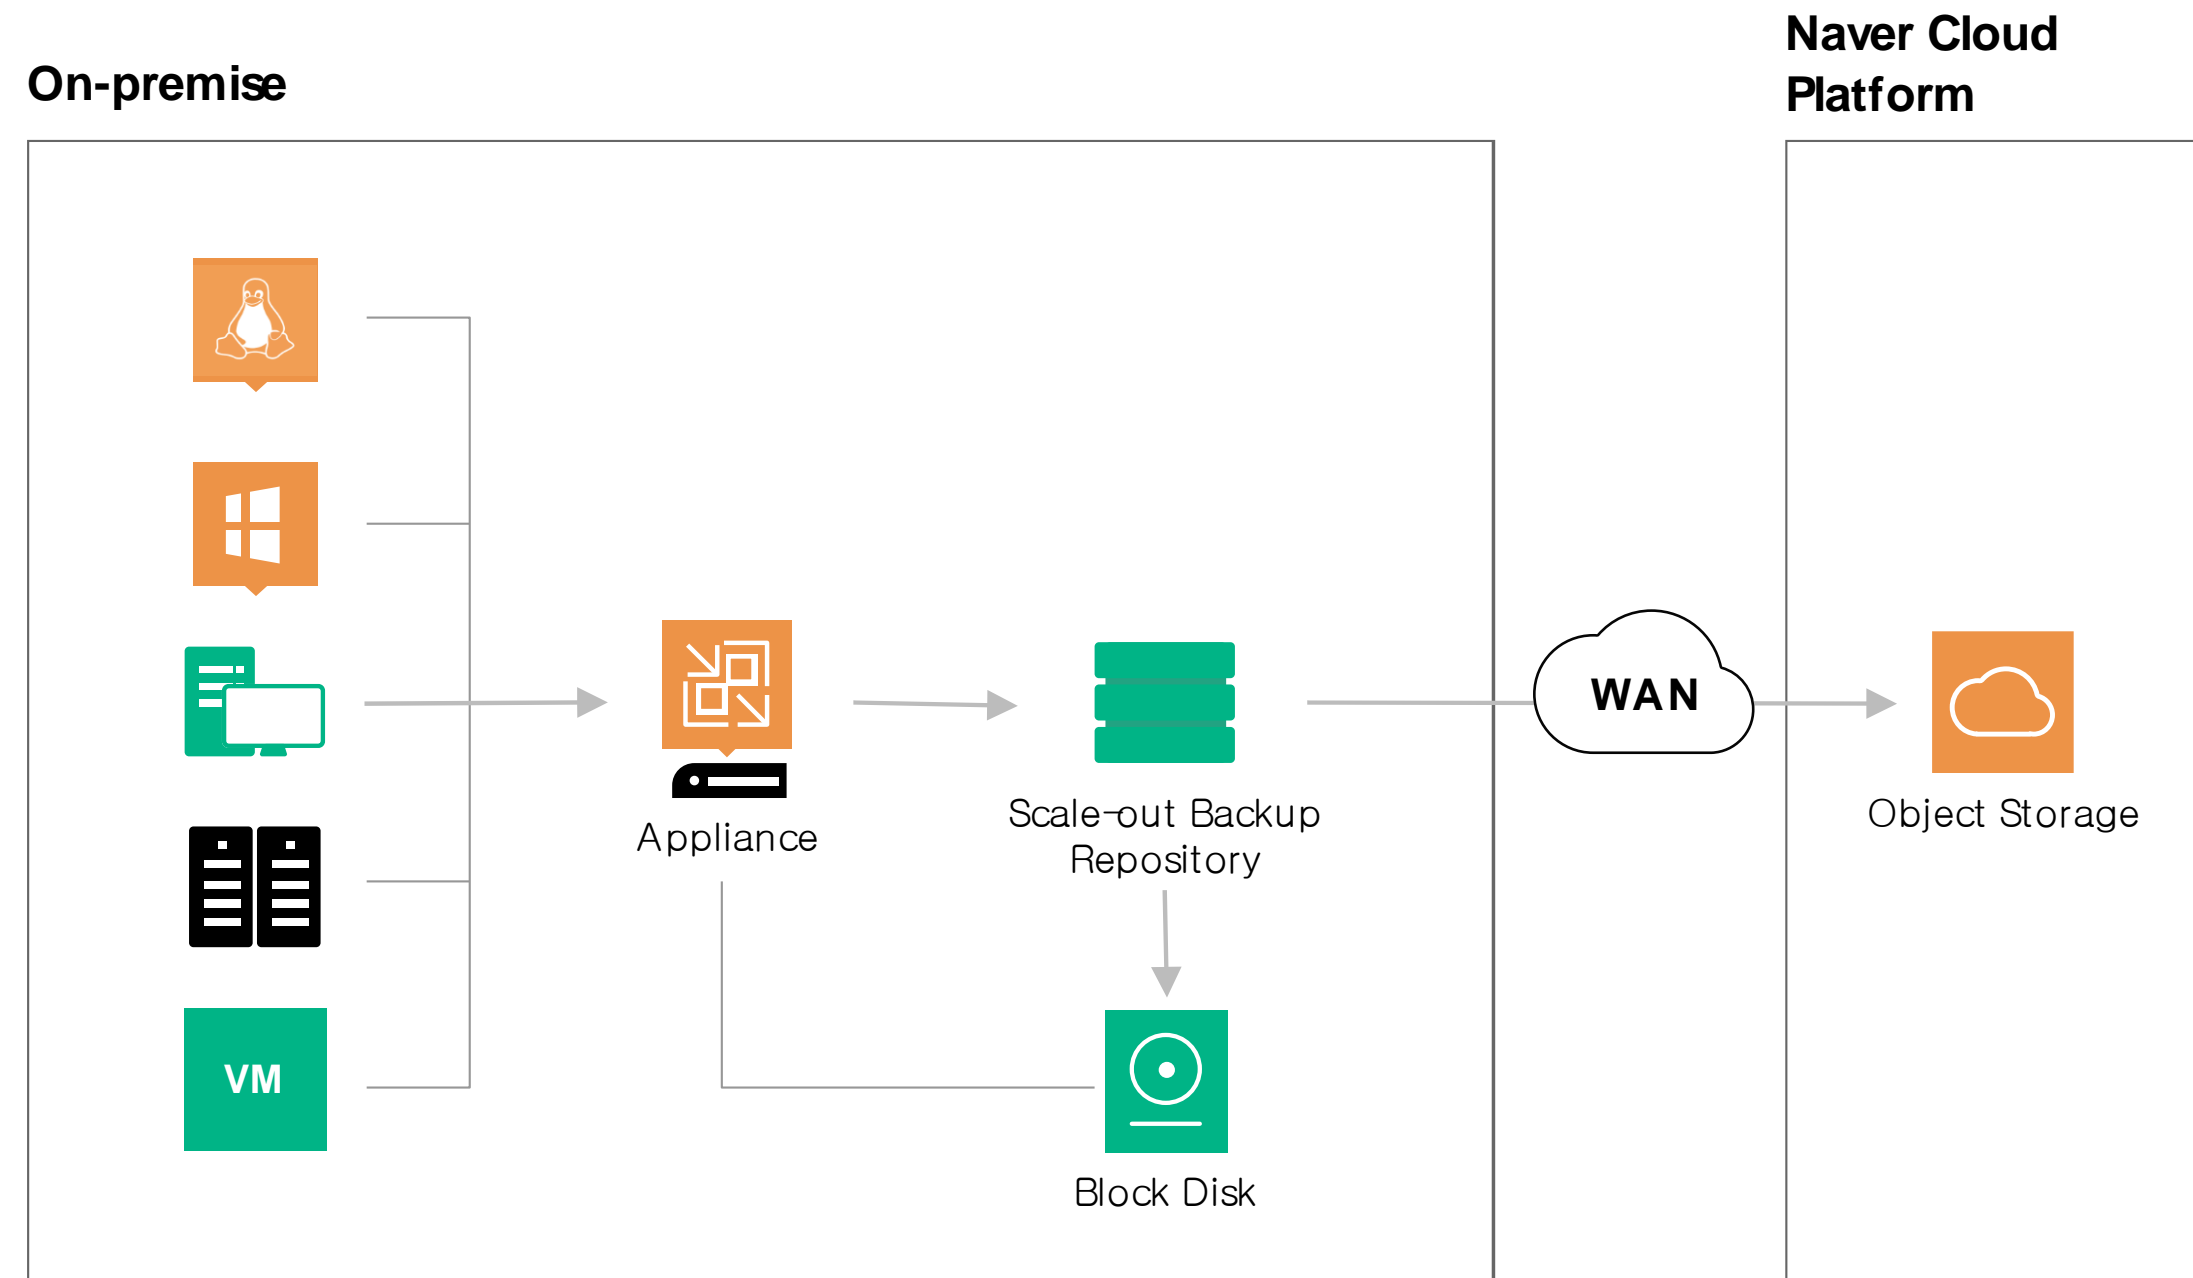 Naver Cloud
Platform
On-premise
WAN
Scale-out Backup
Repository
Object Storage
Appliance
VM
Block Disk